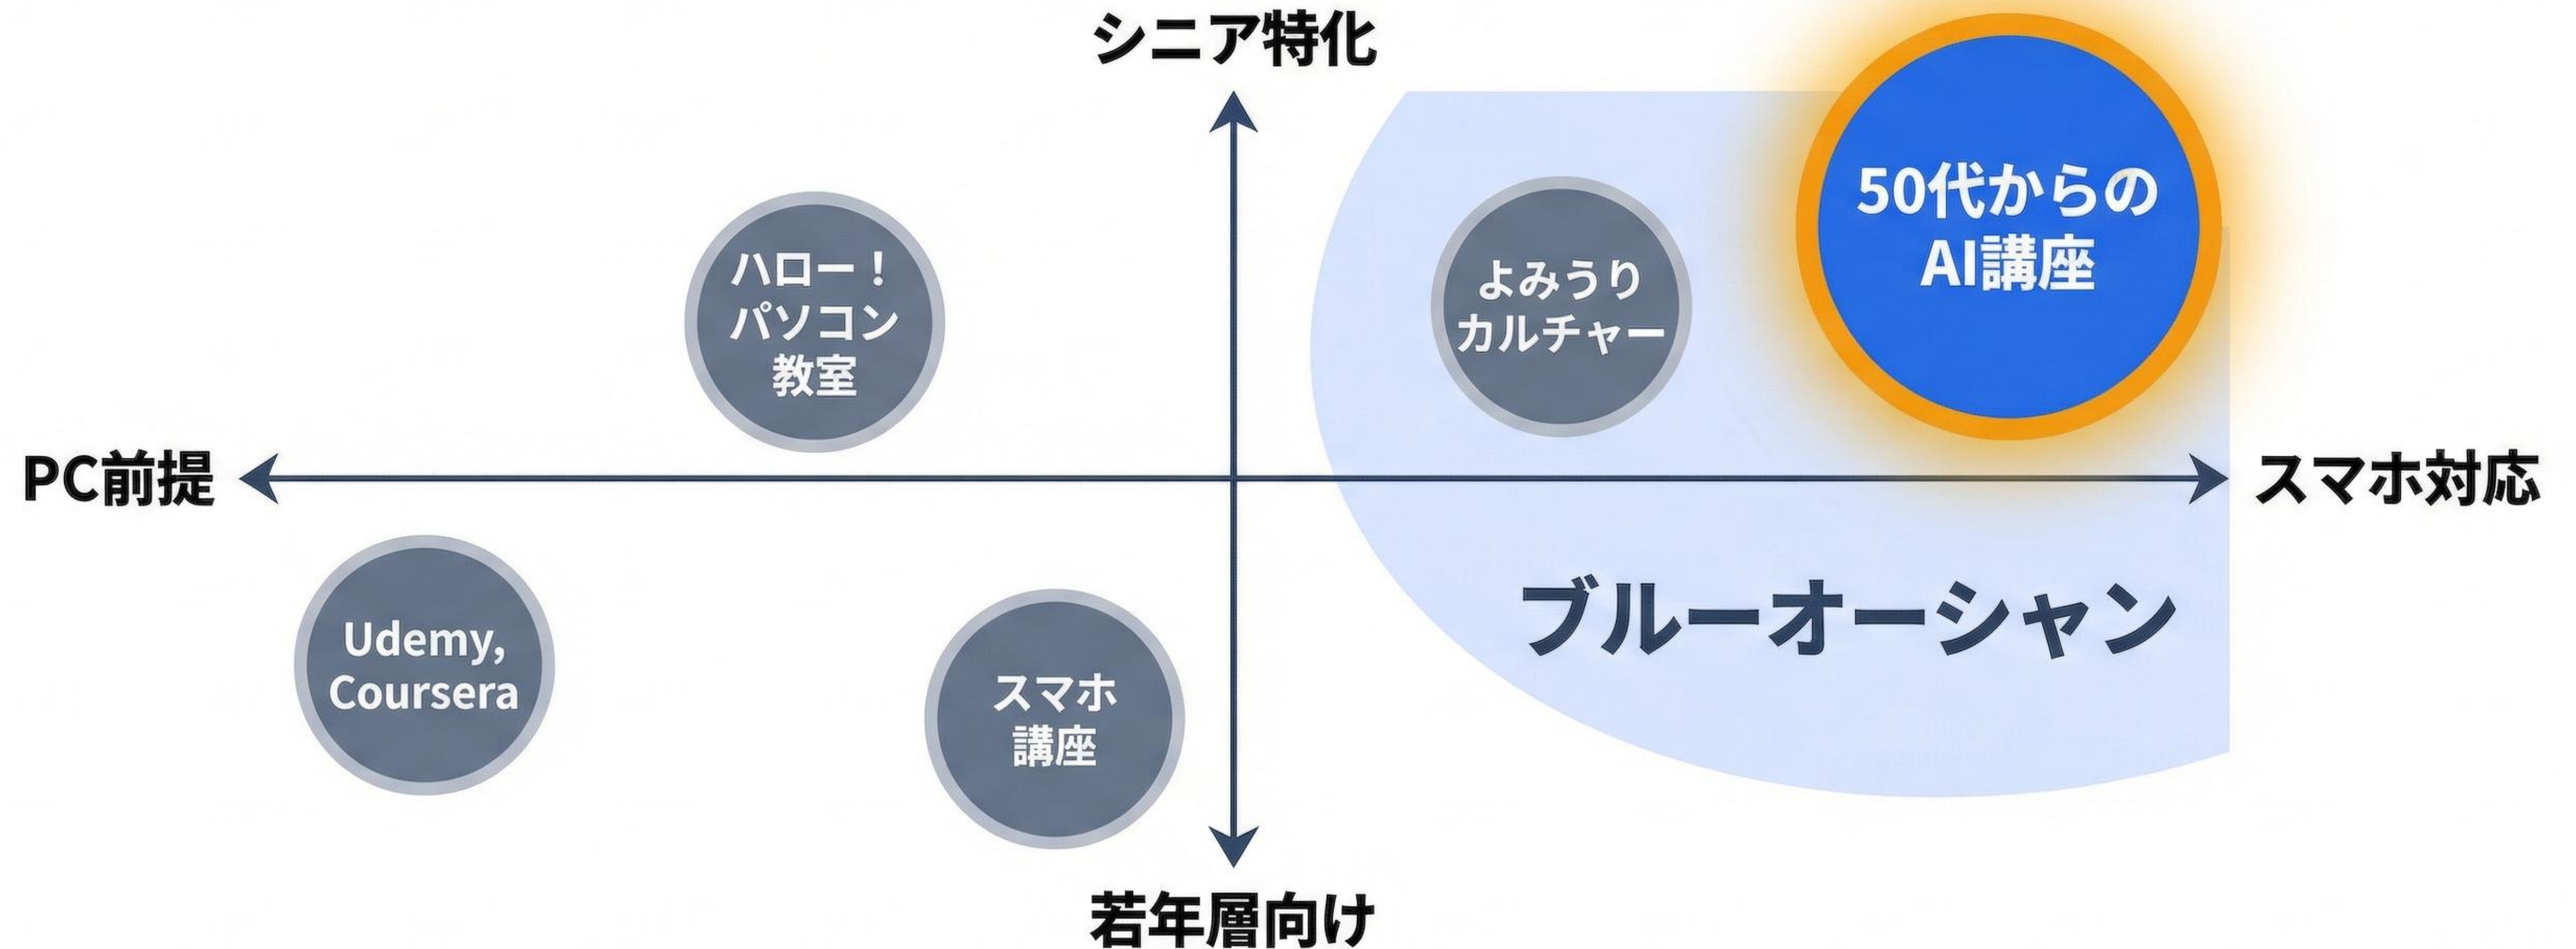 シニア特化
50代からの
AI講座
ハロー！
パソコン
教室
よみうり
カルチャー
PC前提
スマホ対応
Udemy,
Coursera
スマホ
講座
ブルーオーシャン
若年層向け